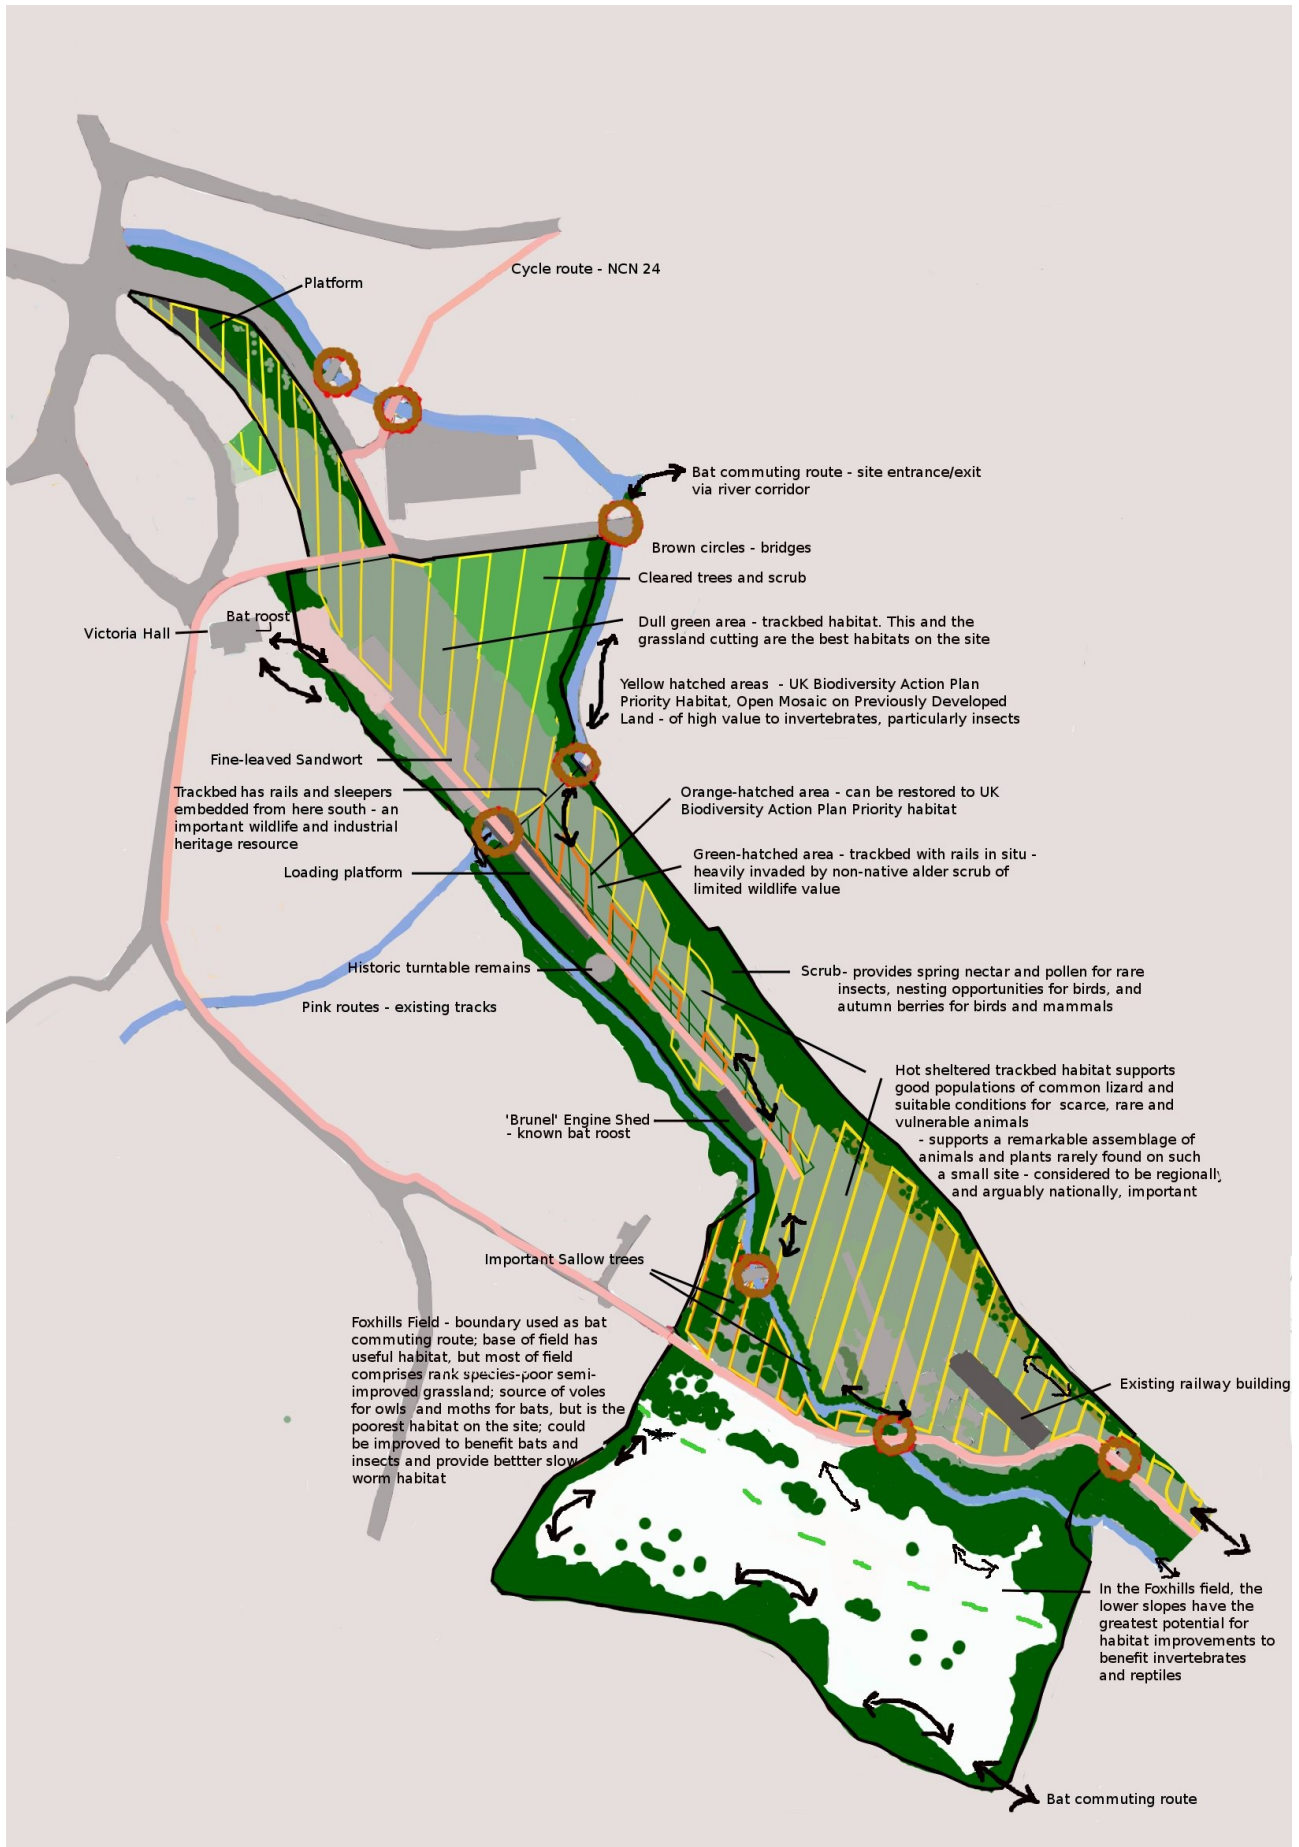 Cycle route - NCN 24
Platform
Bat commuting route - site entrance/exit
via river corridor
Brown circles - bridges
Cleared trees and scrub
Bat roost
Victoria Hall
Dull green area - trackbed habitat. This and the
grassland cutting are the best habitats on the site
Yellow hatched areas - UK Biodiversity Action Plan
Priority Habitat, Open Mosaic on Previously Developed
Land - of high value to invertebrates, particularly insects
Fine-leaved Sandwort
Trackbed has rails and sleepers
embedded from here south - an
important wildlife and industrial
heritage resource
Orange-hatched area - can be restored to UK
Biodiversity Action Plan Priority habitat
Green-hatched area - trackbed with rails in situ -
heavily invaded by non-native alder scrub of
limited wildlife value
Loading platform
Historic turntable remains
Scrub- provides spring nectar and pollen for rare
insects, nesting opportunities for birds, and
autumn berries for birds and mammals
Pink routes - existing tracks
Hot sheltered trackbed habitat supports
good populations of common lizard and
suitable conditions for scarce, rare and
vulnerable animals
- supports a remarkable assemblage of
animals and plants rarely found on such
a small site - considered to be regionally
and arguably nationally, important
'Brunel' Engine Shed
- known bat roost
Important Sallow trees
Foxhills Field - boundary used as bat
commuting route; base of field has
useful habitat, but most of field
comprises rank species-poor semi-
improved grassland; source of voles
for owls and moths for bats, but is the
poorest habitat on the site; could
be improved to benefit bats and
insects and provide bettter slow
worm habitat
Existing railway building
In the Foxhills field, the
lower slopes have the
greatest potential for
habitat improvements to
benefit invertebrates
and reptiles
Bat commuting route